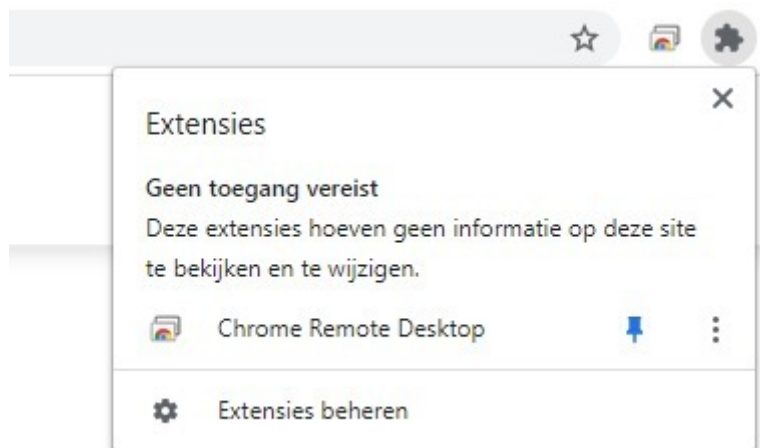 Extensies
Geen toegang vereist
Deze extensies hoeven geen informatie op deze site
te bekijken en te wijzigen.
Chrome Remote Desktop
Extensies beheren